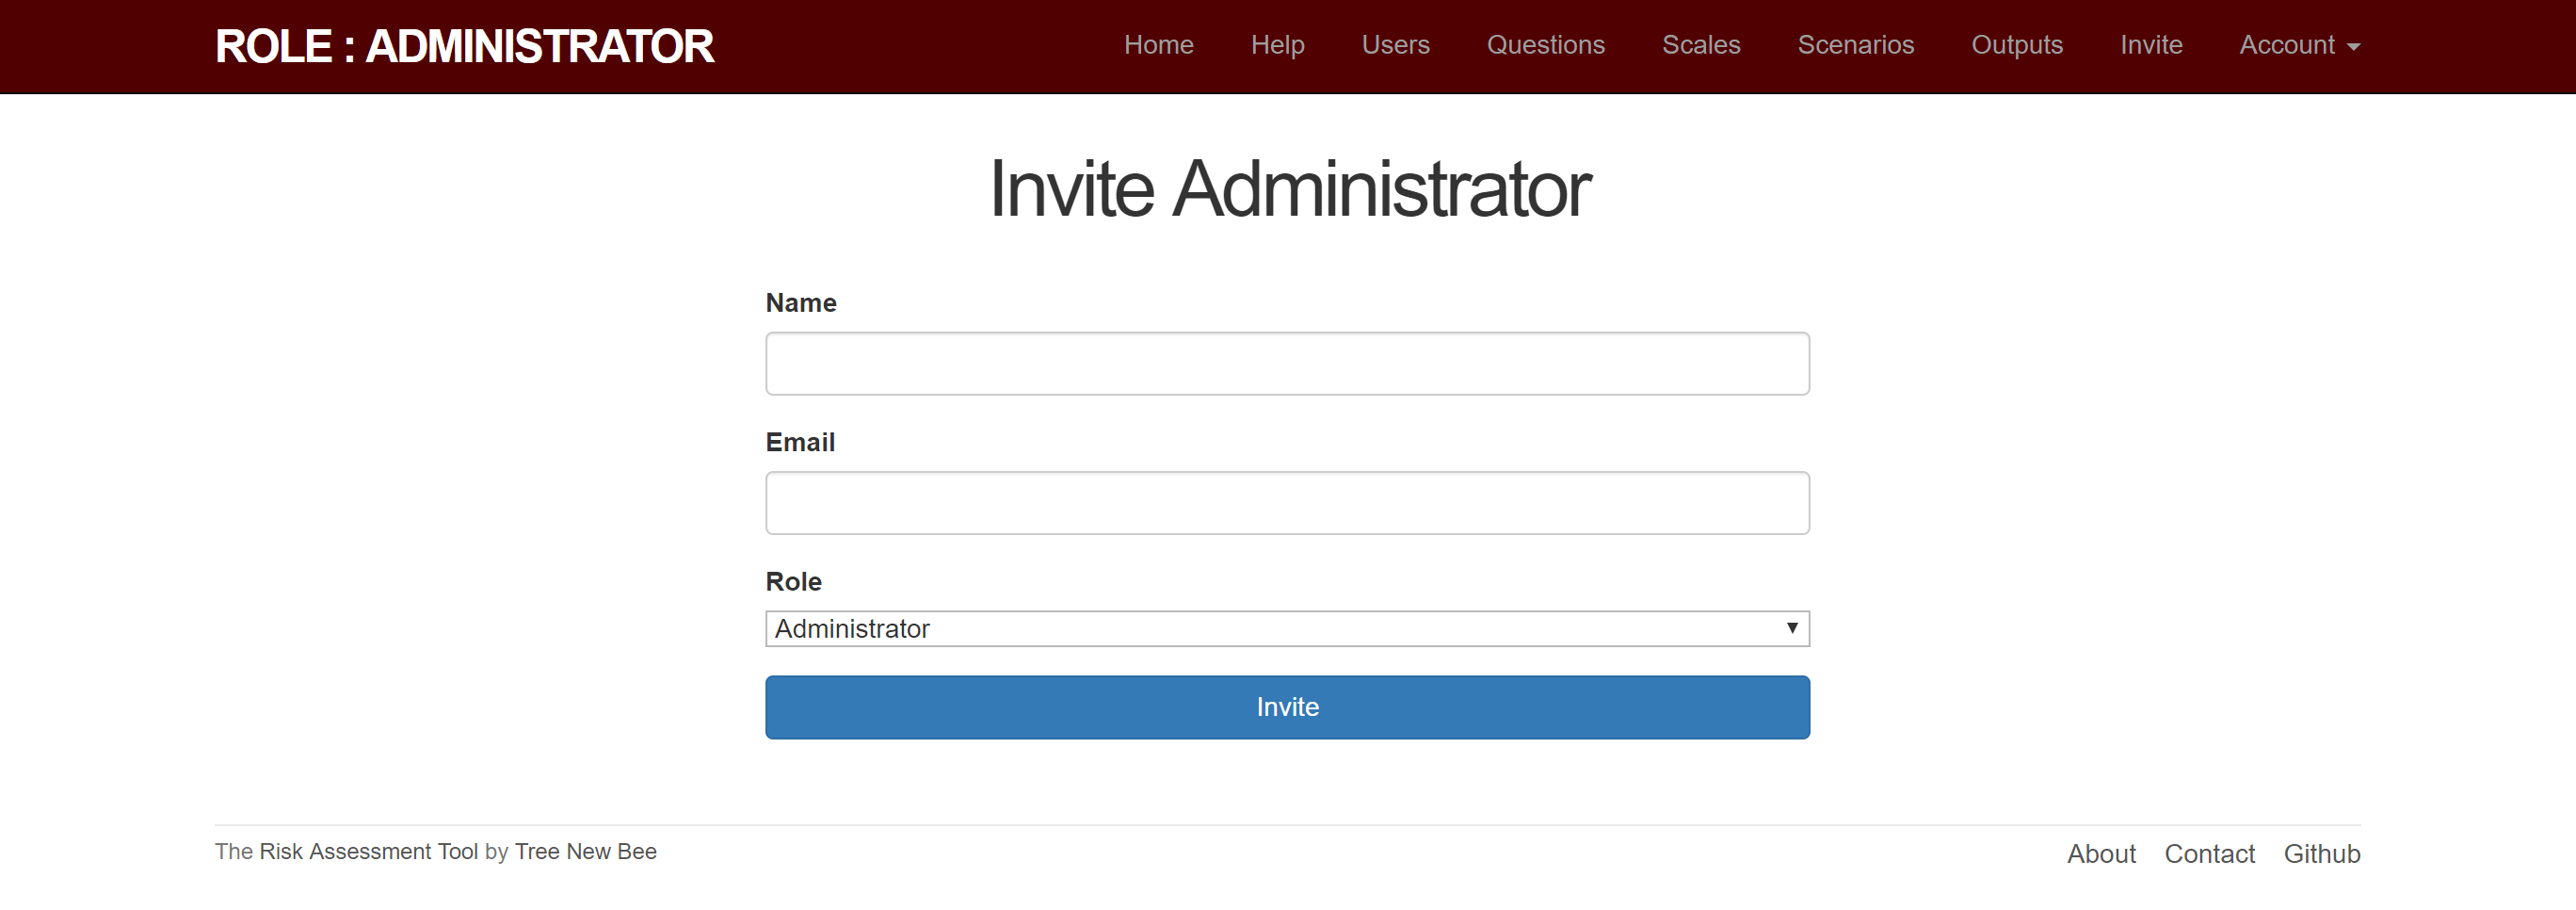 ROLE : ADMINISTRATOR
Home Help Users Questions Scales Scenarios Outputs Invite Account
Invite Administrator
Name
Email
Role
Administrator
Invite
The Risk Assessment Tool by Tree New Bee
About Contact Github